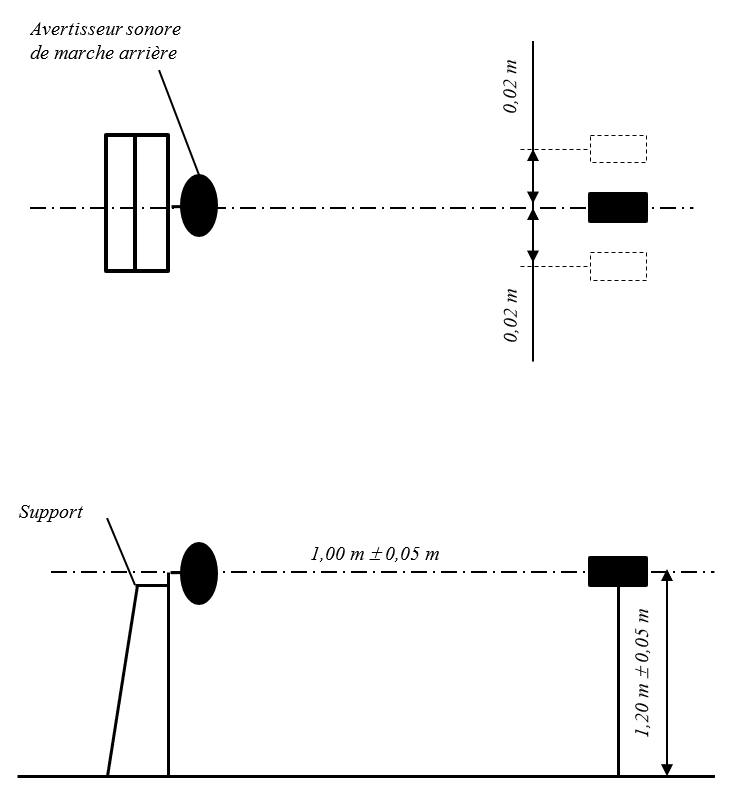 Avertisseur sonore
de marche arrière
0,02 m
0,02 m
Support
1,00 m ± 0,05 m
1,20 m ± 0,05 m